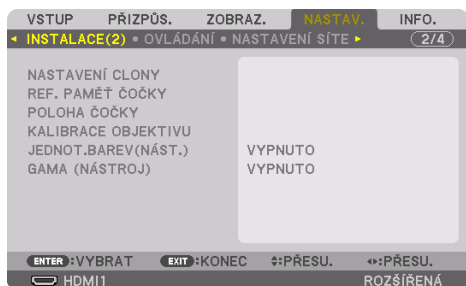 VSTUP PŘIZPŮS. ZOBRAZ. NASTAV. INFO.
INSTALACE(2) • OVLÁDÁNÍ • NASTAVENÍ SÍTE 2/4
NASTAVENÍ CLONY
REF. PAMĚŤ ČOČKY
POLOHA ČOČKY
KALIBRACE OBJEKTIVU
JEDNOT.BAREV(NÁST.) VYPNUTO
GAMA (NÁSTROJ) VYPNUTO
ENTER :VYBRAT EXIT :KONEC :PŘESU. :PŘESU.
HDMI1 ROZŠÍŘENÁ